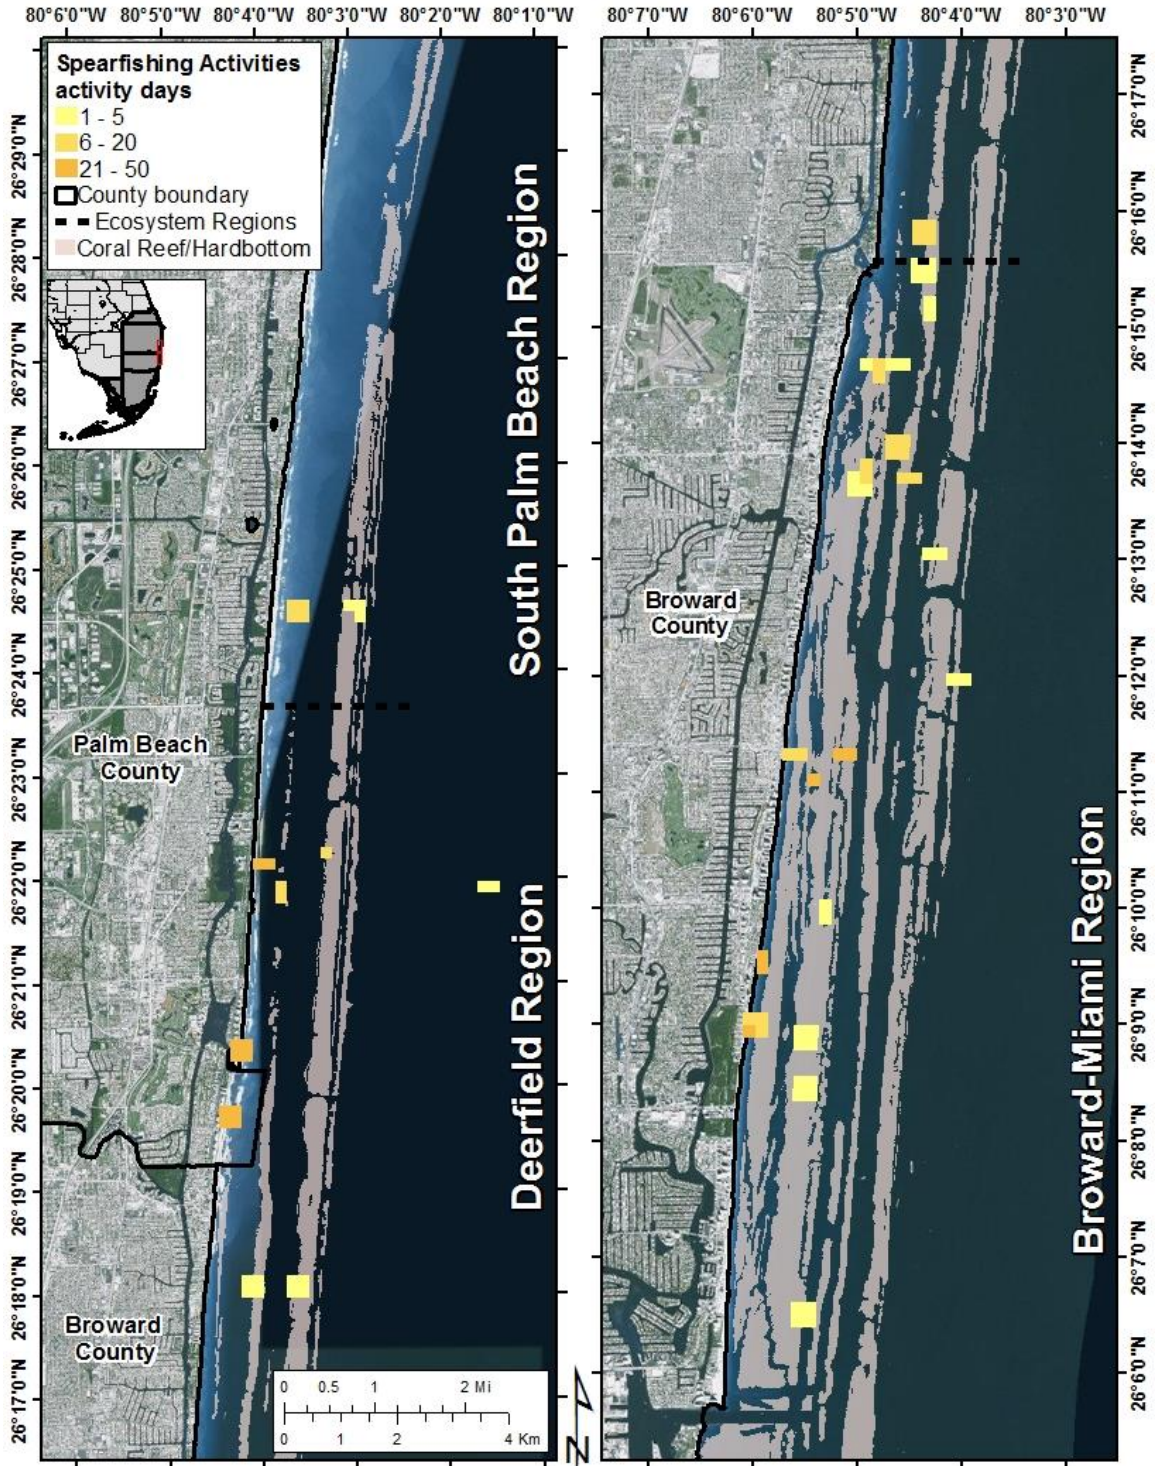 80°6'0"W 80°5'0"W 80°4'0"W 80°3'0"W 80°2'0"W 80°1'0"W
80°7'0"W 80°6'0"W 80°5'0"W 80°4'0"W 80°3'0"W
Spearfishing Activities
activity days
1 - 5
6 - 20
21 - 50
County boundary
Ecosystem Regions
Coral Reef/Hardbottom
26°29'0"N
26°28'0"N
26°27'0"N
26°26'0"N
26°25'0"N
26°24'0"N
26°23'0"N
26°22'0"N
26°21'0"N
26°20'0"N
26°19'0"N
26°18'0"N
26°17'0"N
South Palm Beach Region
Palm Beach
County
Deerfield Region
Broward
County
0 0.5 1 2 Mi
0 1 2 4 Km
N
Broward
County
Broward-Miami Region
26°17'0"N
26°16'0"N
26°15'0"N
26°14'0"N
26°13'0"N
26°12'0"N
26°11'0"N
26°10'0"N
26°9'0"N
26°8'0"N
26°7'0"N
26°6'0"N